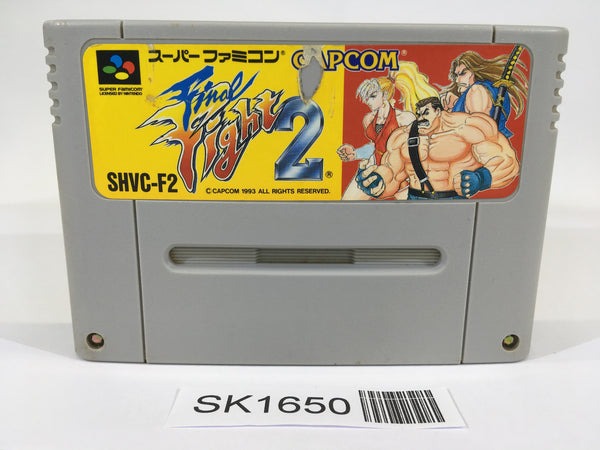 スーパーファミコン®
CAPCOM
SUPER FAMICOM
LICENSED BY NINTENDO
Final
Fight
2®
SHVC-F2
© CAPCOM 1993 ALL RIGHTS RESERVED.
SK1650